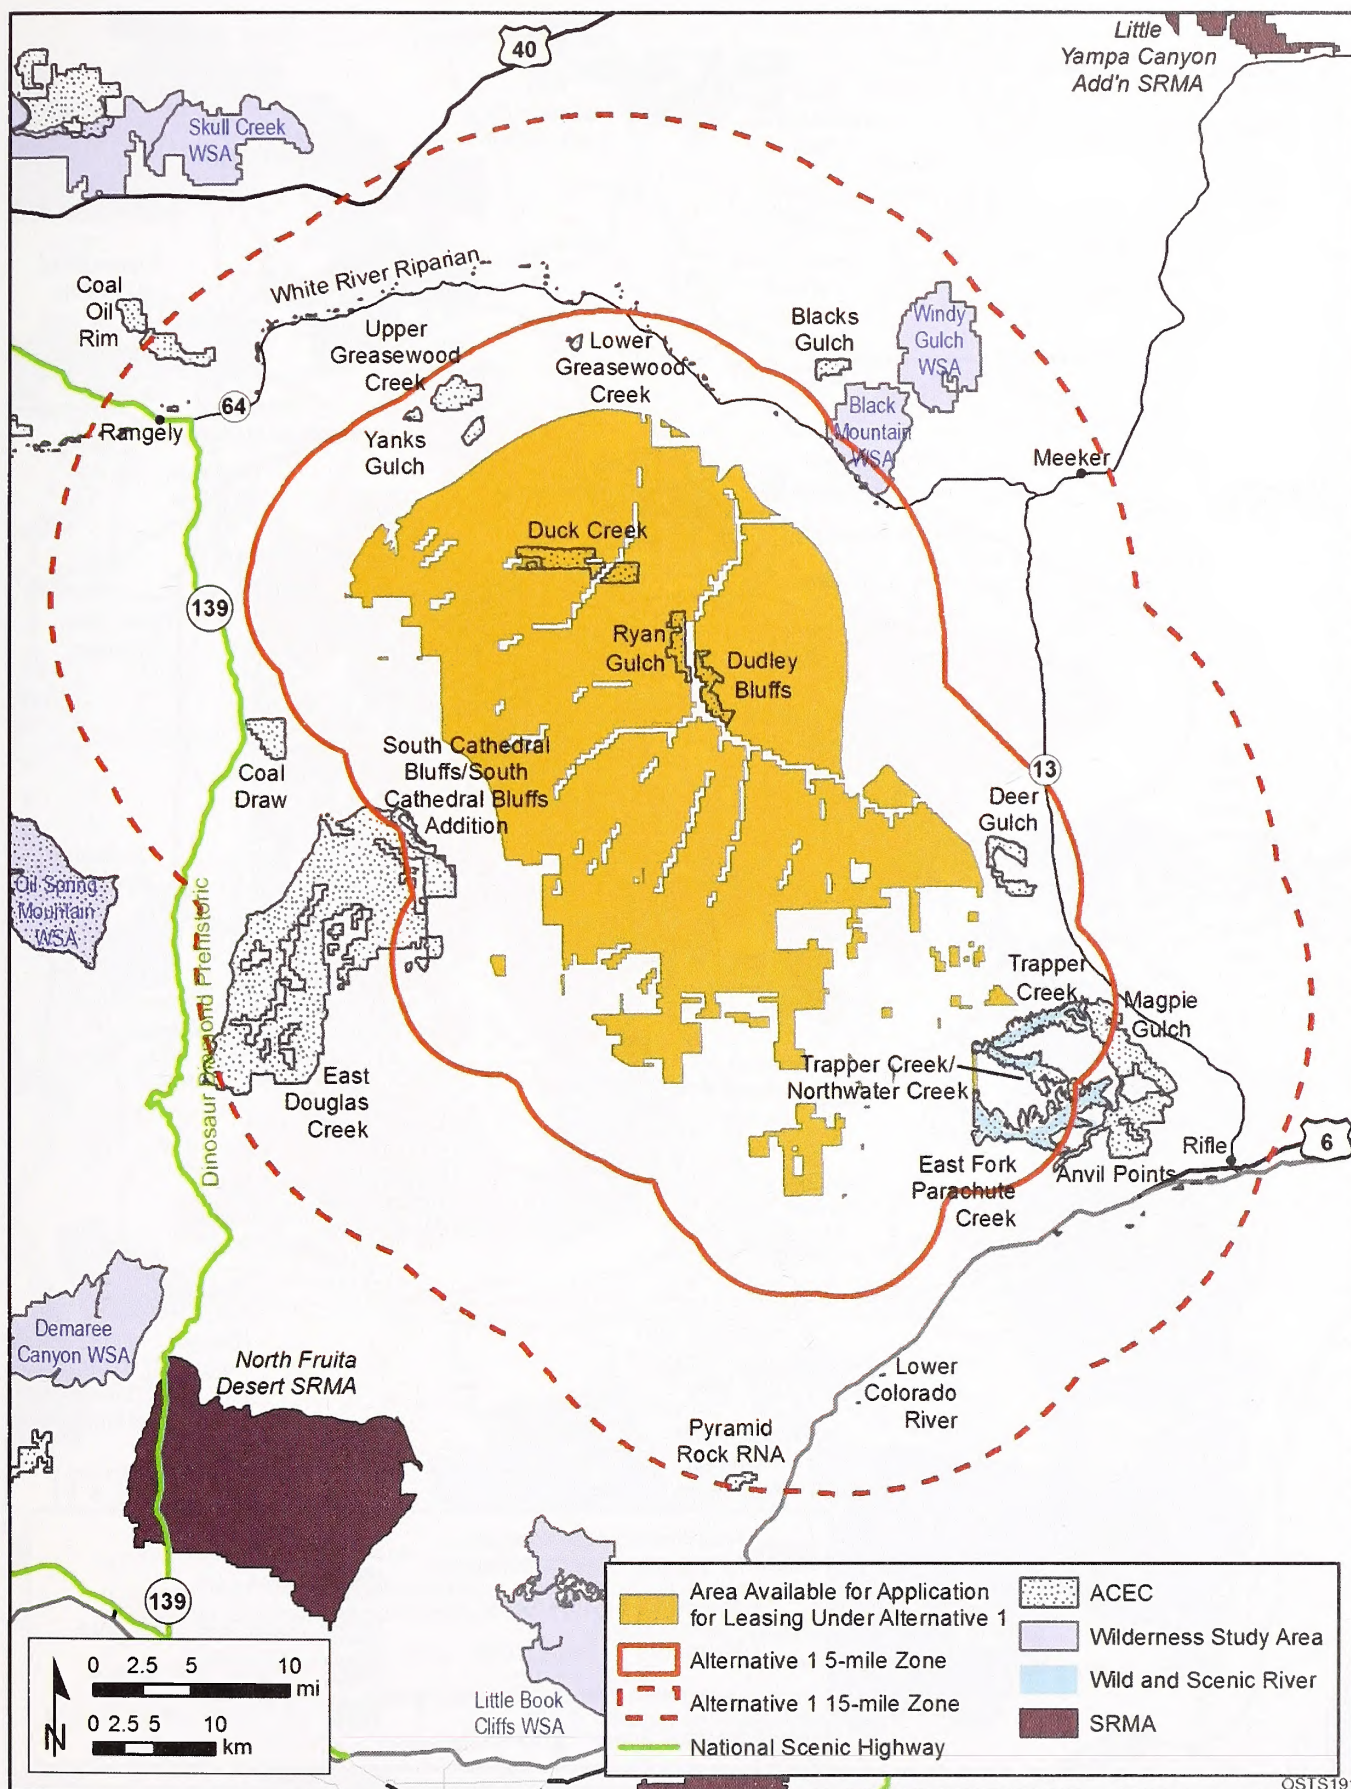 40
Little
Yampa Canyon
Add'n SRMA
Skull Creek
WSA
White River Riparian
Coal
Oil
Rim
Upper
Greasewood
Creek
Lower
Greasewood
Creek
Blacks
Gulch
Windy
Gulch
WSA
Black
Mountain
WSA
64
Rangely
Yanks
Gulch
Meeker
Duck Creek
139
Ryan
Gulch
Dudley
Bluffs
Coal
Draw
South Cathedral
Bluffs/South
Cathedral Bluffs
Addition
13
Deer
Gulch
Oil Spring
Mountain
WSA
Dinosaur Diamond Prehistoric
Trapper
Creek
Magpie
Gulch
Trapper Creek/
Northwater Creek
East
Douglas
Creek
East Fork
Parachute
Creek
Anvil Points
Rifle
6
Demaree
Canyon WSA
North Fruita
Desert SRMA
Lower
Colorado
River
Pyramid
Rock RNA
139
Little Book
Cliffs WSA
N
0 2.5 5 10
mi
0 2.5 5 10
km
Area Available for Application
for Leasing Under Alternative 1
Alternative 1 5-mile Zone
Alternative 1 15-mile Zone
National Scenic Highway
ACEC
Wilderness Study Area
Wild and Scenic River
SRMA